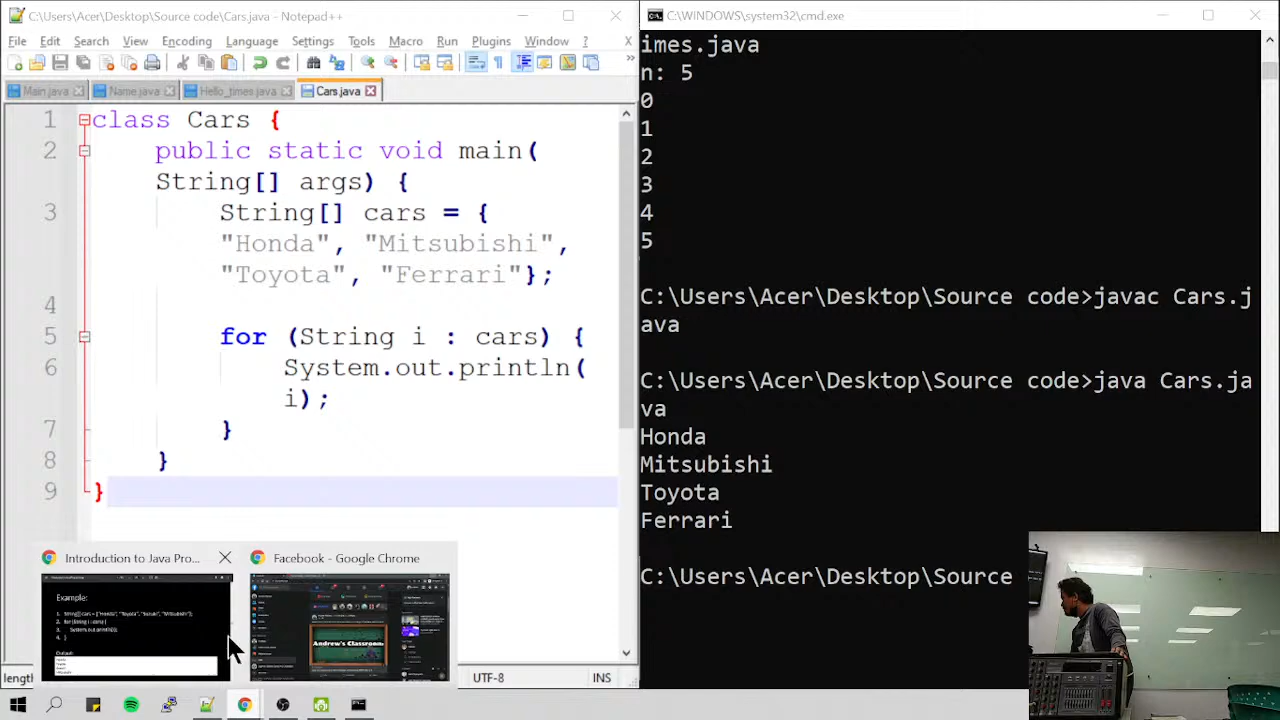 C:\Users\Acer\Desktop\Source code\Cars.java - Notepad++
File Edit Search View Encoding Language Settings Tools Macro Run Plugins Window ? X
Main.java Name.java Hello_times.java Cars.java
1 class Cars {
2 public static void main(
String[] args) {
3 String[] cars = {
"Honda", "Mitsubishi",
"Toyota", "Ferrari"};
4
5 for (String i : cars) {
6 System.out.println(
i);
7 }
8 }
9 }
Introduction to Java Pro...
Facebook - Google Chrome
Example:
Output:
Andrew's Classroom
length
UTF-8
INS
C:\WINDOWS\system32\cmd.exe
imes.java
n: 5
0
1
2
3
4
5
C:\Users\Acer\Desktop\Source code>javac Cars.j
ava
C:\Users\Acer\Desktop\Source code>java Cars.ja
va
Honda
Mitsubishi
Toyota
Ferrari
C:\Users\Acer\Desktop\Source